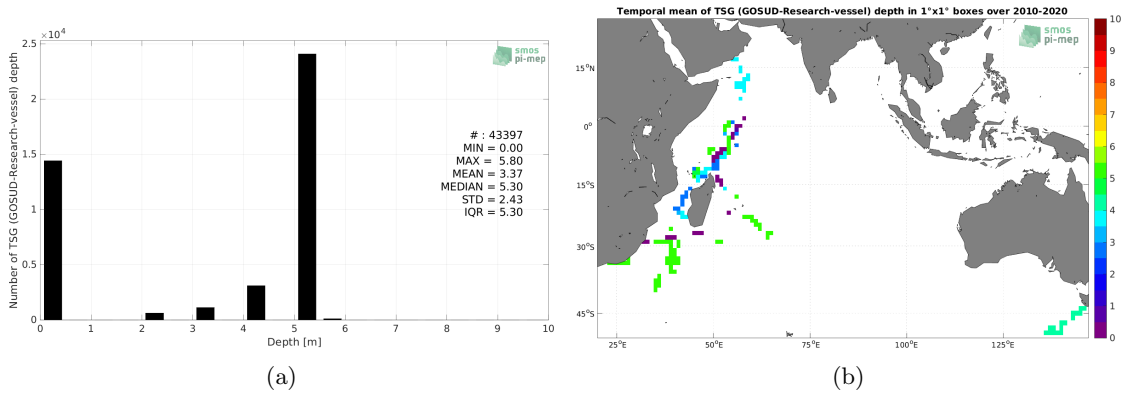 ×10⁴
2.5
2
1.5
1
0.5
0
0 1 2 3 4 5 6 7 8 9 10
Depth [m]
Number of TSG (GOSUD-Research-vessel) depth
smos
pi-mep
# : 43397
MIN = 0.00
MAX = 5.80
MEAN = 3.37
MEDIAN = 5.30
STD = 2.43
IQR = 5.30
(a)
Temporal mean of TSG (GOSUD-Research-vessel) depth in 1°x1° boxes over 2010-2020
smos
pi-mep
15°N
0°
15°S
30°S
45°S
25°E 50°E 75°E 100°E 125°E
10
9
8
7
6
5
4
3
2
1
0
(b)